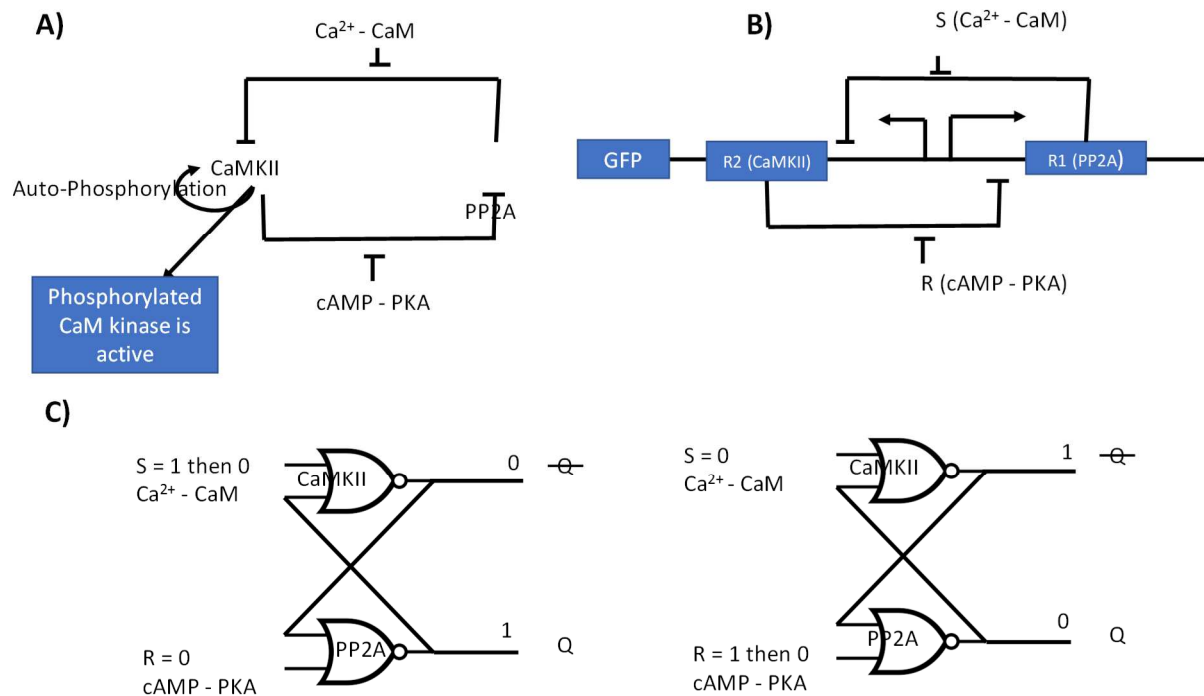 A)
Ca²⁺ - CaM
CaMKII
Auto-Phosphorylation
PP2A
cAMP - PKA
Phosphorylated
CaM kinase is
active
B)
S (Ca²⁺ - CaM)
GFP
R2 (CaMKII)
R1 (PP2A)
R (cAMP - PKA)
C)
S = 1 then 0
Ca²⁺ - CaM
CaMKII
0
Q
R = 0
cAMP - PKA
PP2A
1
Q
S = 0
Ca²⁺ - CaM
CaMKII
1
Q
R = 1 then 0
cAMP - PKA
PP2A
0
Q